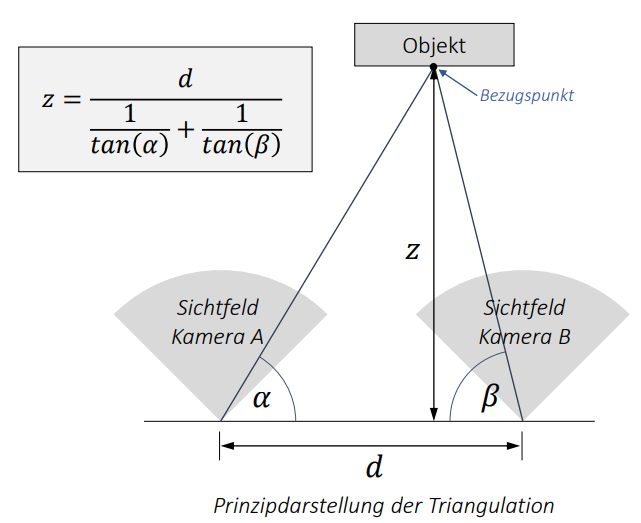 Objekt
z = d / (1/tan(α) + 1/tan(β))
Bezugspunkt
z
Sichtfeld
Kamera A
Sichtfeld
Kamera B
α
β
d
Prinzipdarstellung der Triangulation